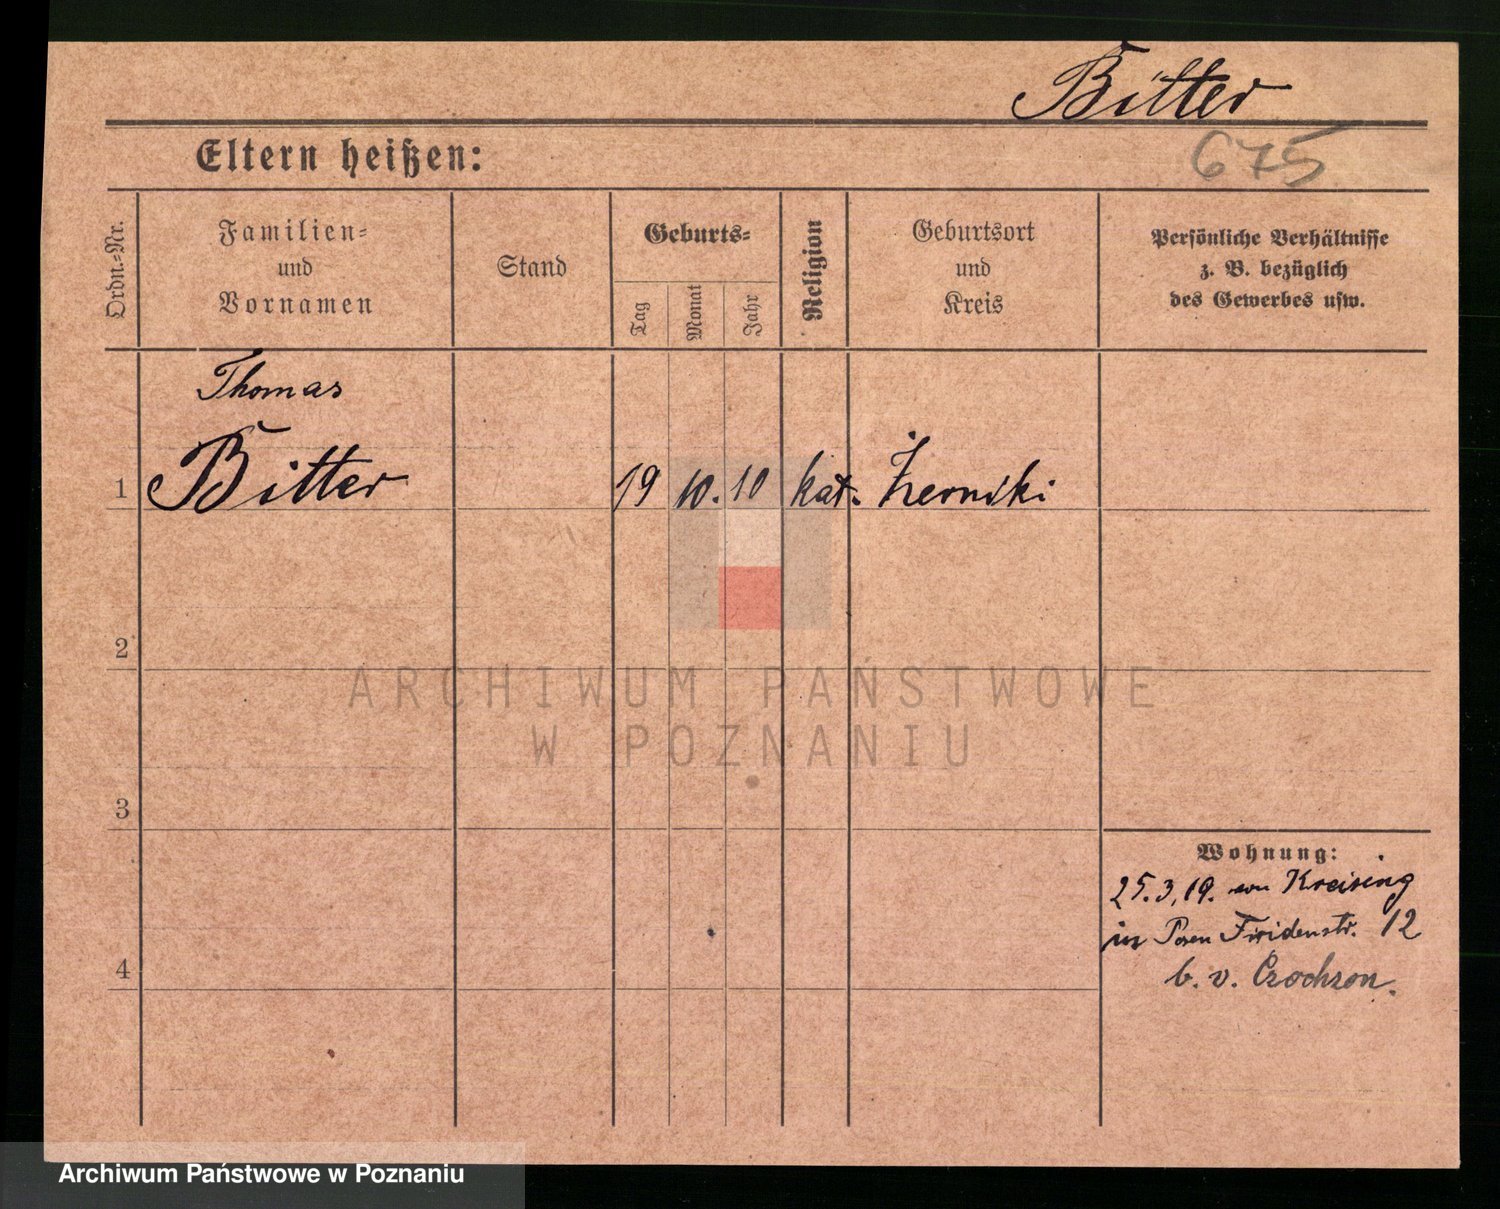 Bitter
Eltern heißen:
675
Ordn.-Nr.
Familien-
und
Vornamen
Stand
Geburts-
Tag
Monat
Jahr
Religion
Geburtsort
und
Kreis
Persönliche Verhältnisse
z. B. bezüglich
des Gewerbes usw.
Thomas
1 Bitter 19 10. 10 kat. Żerniki
2
ARCHIWUM PAŃSTWOWE
W POZNANIU
3
Wohnung:
25.3.19. von Kreising
in Posen 12
4
b. v.
Archiwum Państwowe w Poznaniu